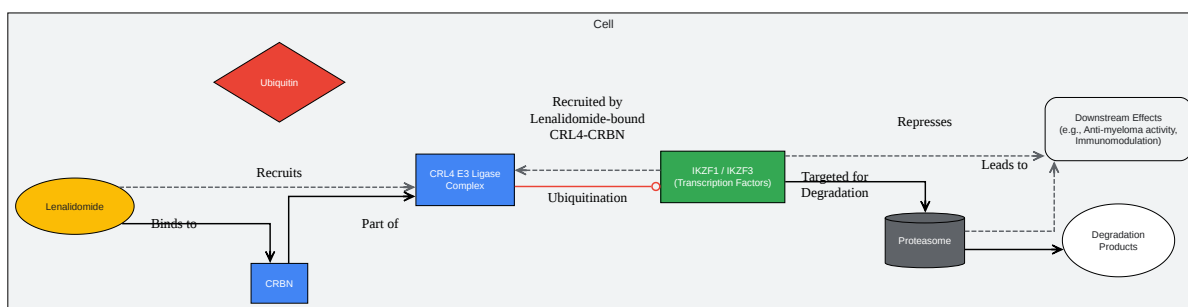 Cell
Ubiquitin
Recruited by
Lenalidomide-bound
CRL4-CRBN
Represses
Downstream Effects
(e.g., Anti-myeloma activity,
Immunomodulation)
Recruits
CRL4 E3 Ligase
Complex
IKZF1 / IKZF3
(Transcription Factors)
Leads to
Lenalidomide
Binds to
Part of
Ubiquitination
Targeted for
Degradation
Proteasome
Degradation
Products
CRBN